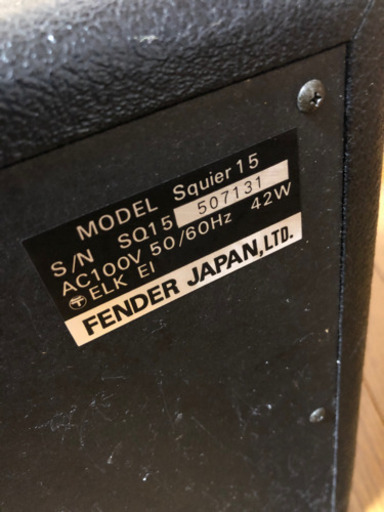 MODEL Squier 15
S/N SQ15 507131
AC100V 50/60Hz 42W
〒 ELK EI
FENDER JAPAN,LTD.